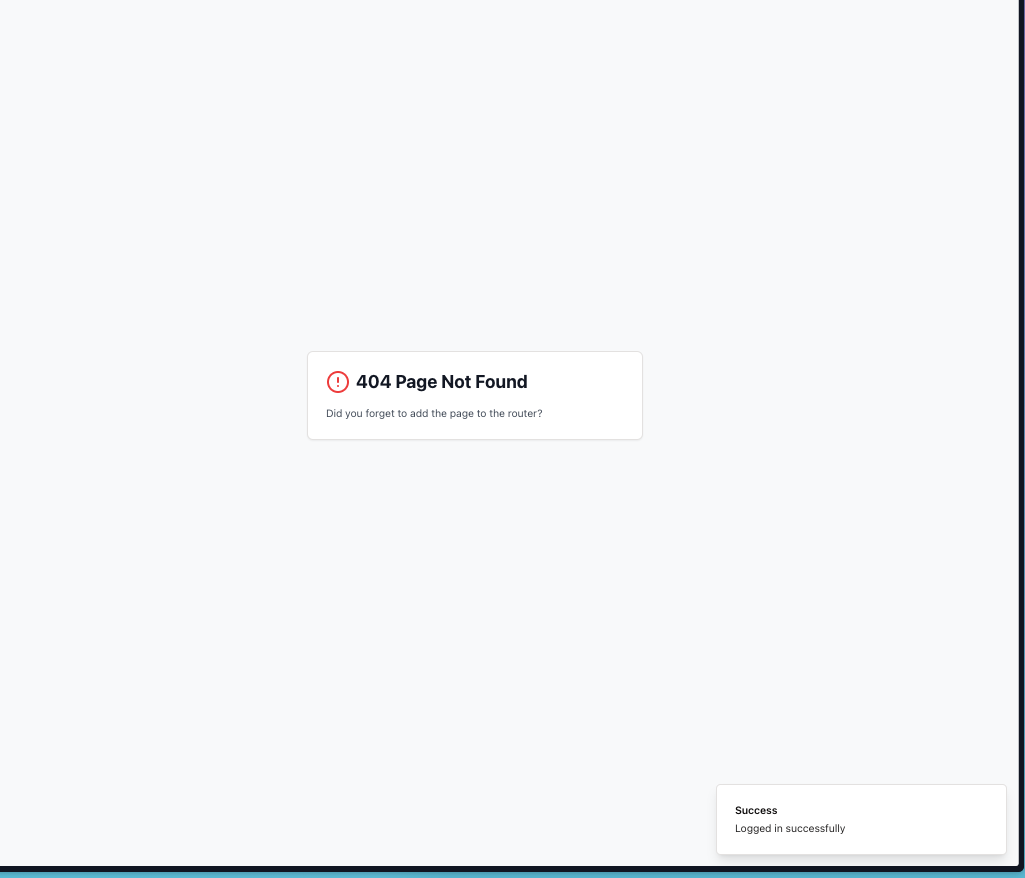 404 Page Not Found
Did you forget to add the page to the router?
Success
Logged in successfully